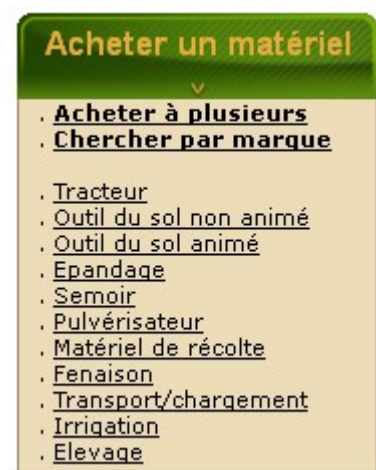 Acheter un matériel
. Acheter à plusieurs
. Chercher par marque
. Tracteur
. Outil du sol non animé
. Outil du sol animé
. Epandage
. Semoir
. Pulvérisateur
. Matériel de récolte
. Fenaison
. Transport/chargement
. Irrigation
. Elevage